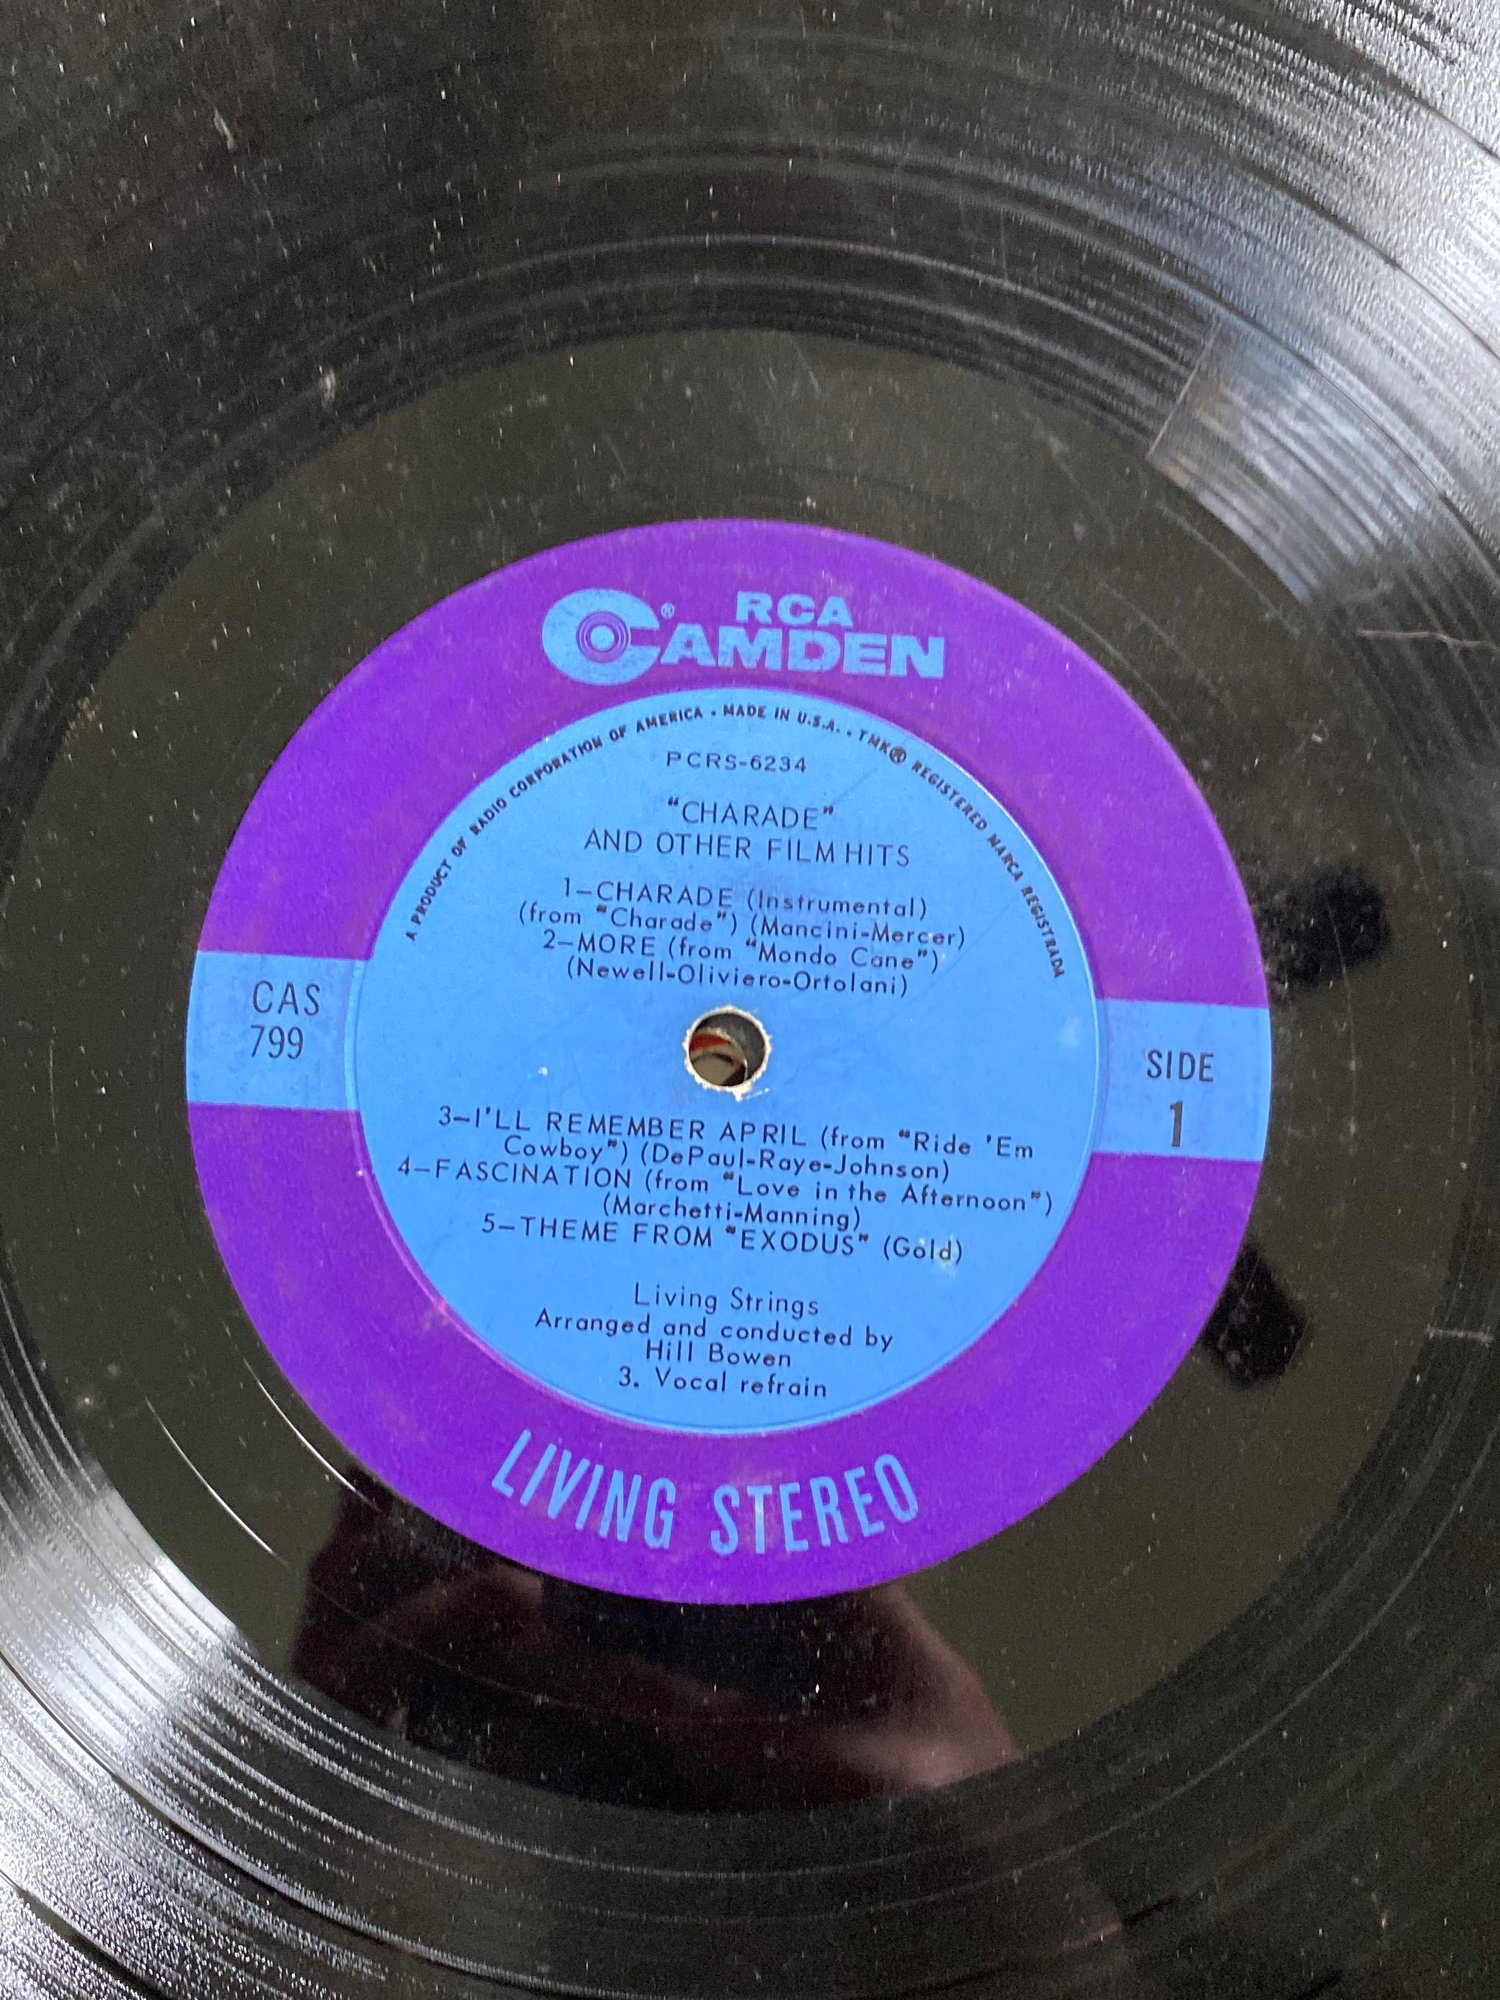 RCA
CAMDEN®
A PRODUCT OF RADIO CORPORATION OF AMERICA • MADE IN U.S.A. • TMK® REGISTERED MARCA REGISTRADA
PCRS-6234
"CHARADE"
AND OTHER FILM HITS
1–CHARADE (Instrumental)
(from "Charade") (Mancini-Mercer)
2–MORE (from "Mondo Cane")
(Newell-Oliviero-Ortolani)
CAS
799
SIDE
1
3–I'LL REMEMBER APRIL (from "Ride 'Em
Cowboy") (DePaul-Raye-Johnson)
4–FASCINATION (from "Love in the Afternoon")
(Marchetti-Manning)
5–THEME FROM "EXODUS" (Gold)
Living Strings
Arranged and conducted by
Hill Bowen
3. Vocal refrain
LIVING STEREO